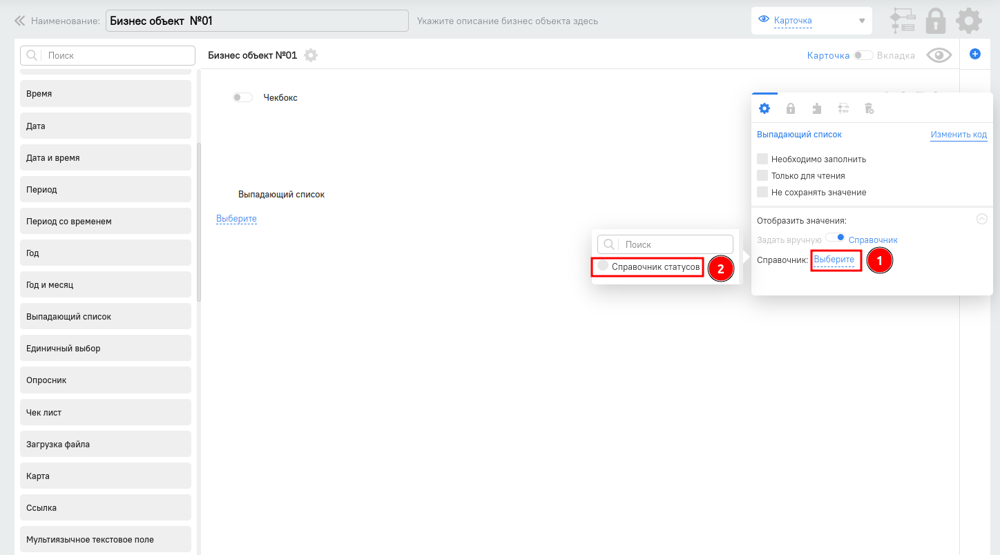 Наименование: Бизнес объект №01 Укажите описание бизнес объекта здесь Карточка
Поиск
Бизнес объект №01
Карточка Вкладка
Время
Дата
Дата и время
Период
Период со временем
Год
Год и месяц
Выпадающий список
Единичный выбор
Опросник
Чек лист
Загрузка файла
Карта
Ссылка
Мультиязычное текстовое поле
Чекбокс
Выпадающий список
Выберите
Выпадающий список Изменить код
Необходимо заполнить
Только для чтения
Не сохранять значение
Отобразить значения:
Задать вручную Справочник
Справочник: Выберите 1
Поиск
Справочник статусов 2